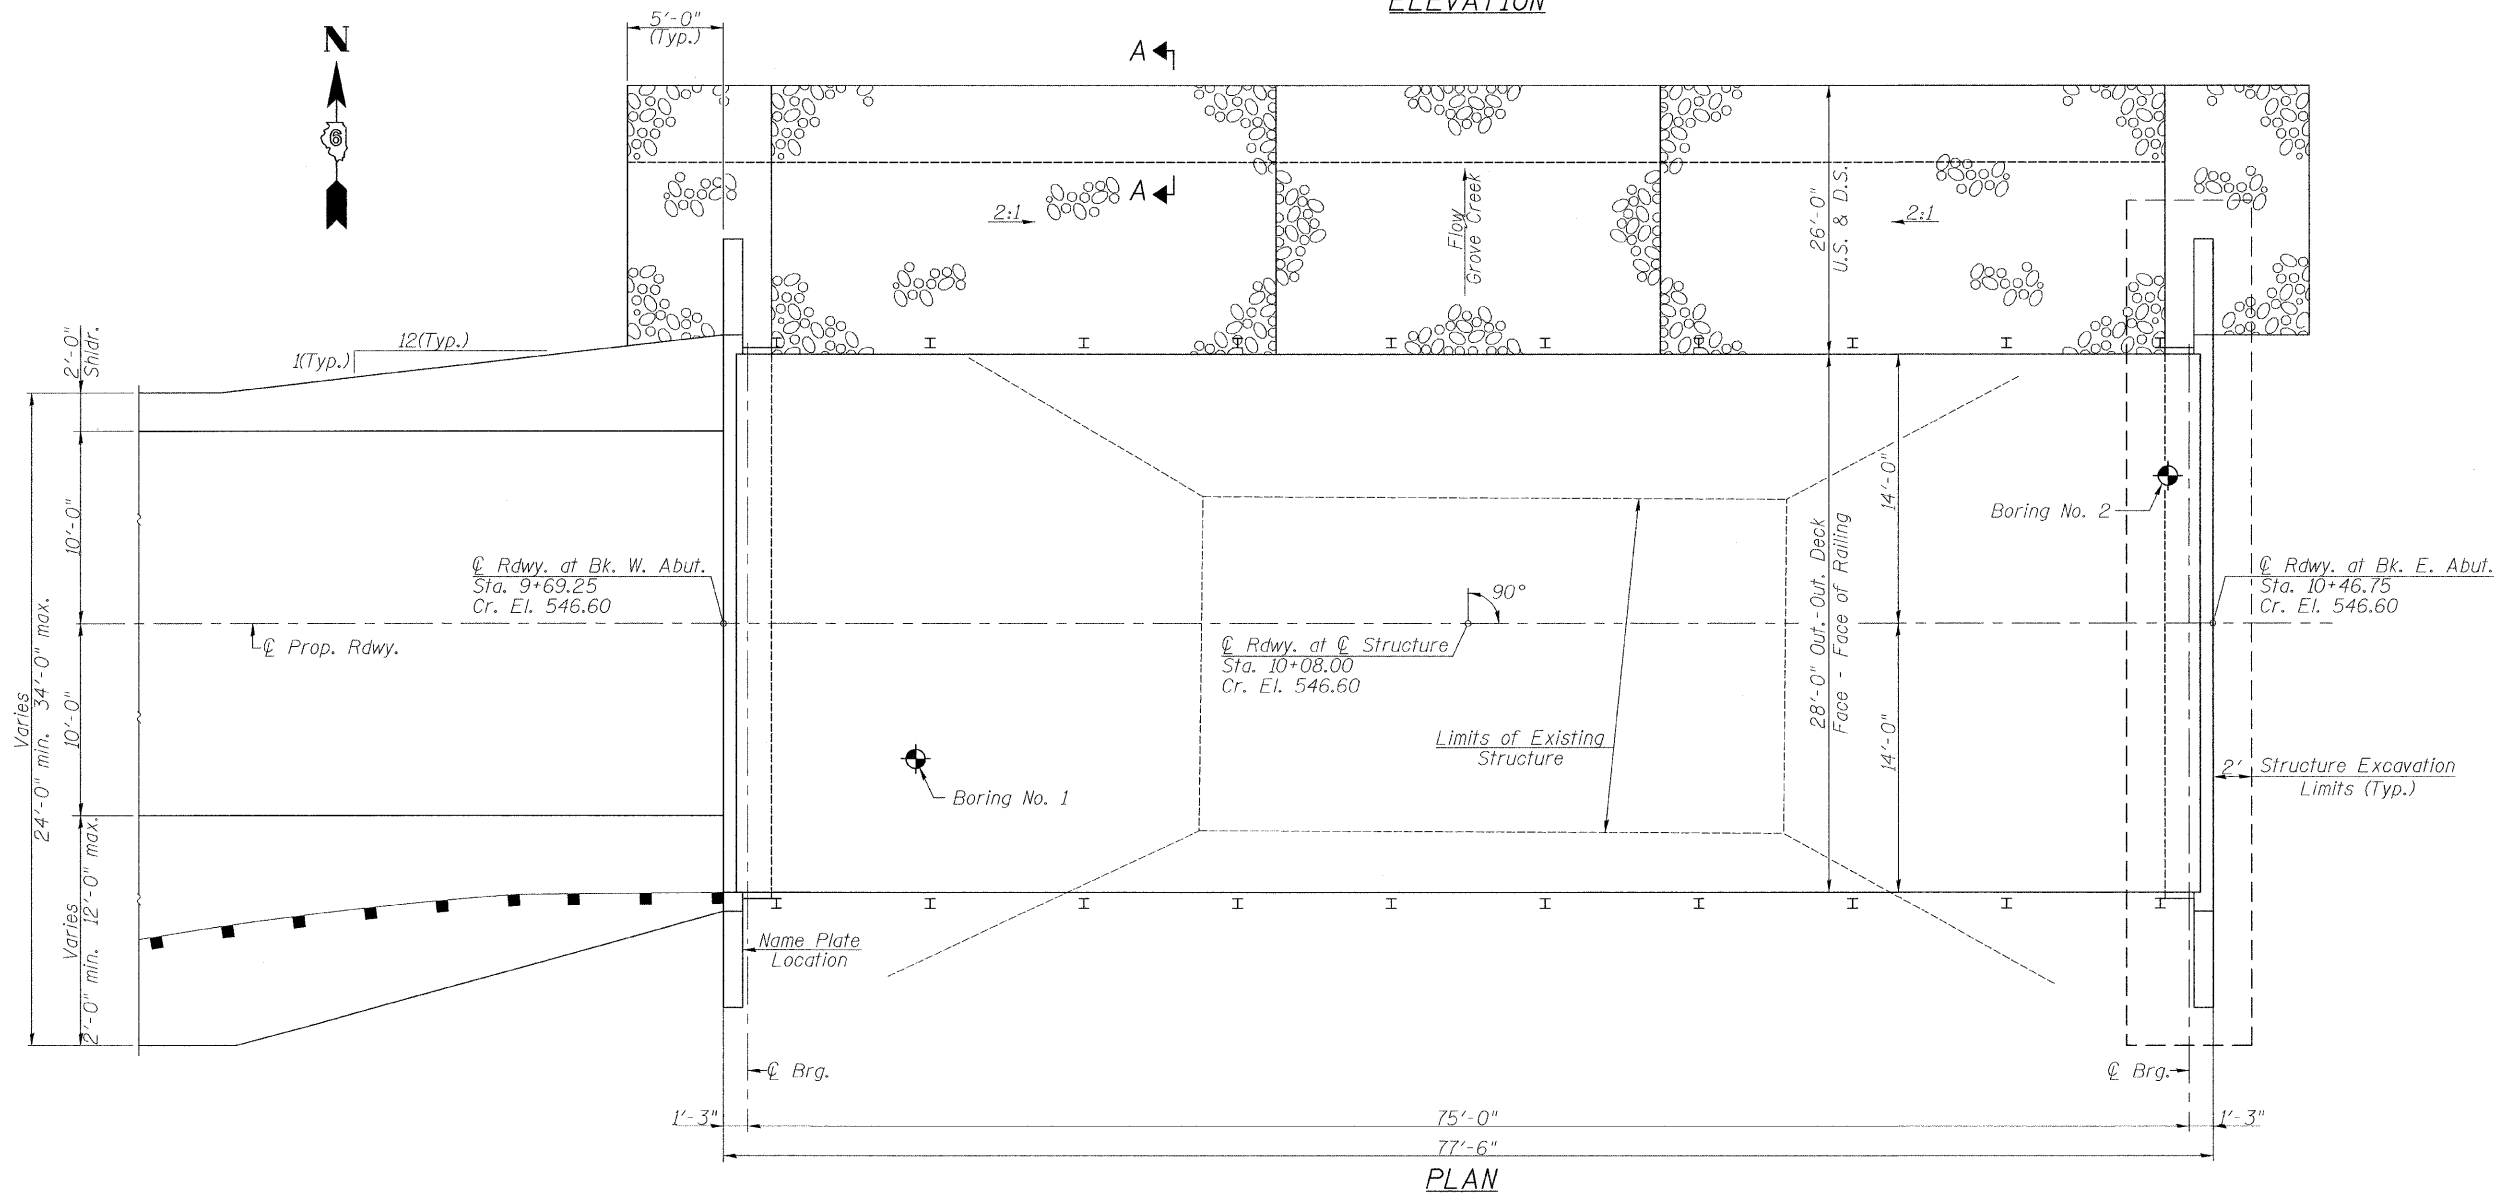 ELEVATION
N
6
5'-0"
(Typ.)
A
A
2:1
Flow
Grove Creek
26'-0"
U.S. & D.S.
2:1
2'-0"
Shldr.
12(Typ.)
1(Typ.)
10'-0"
10'-0"
Varies
24'-0" min. 34'-0" max.
Varies
2'-0" min. 12'-0" max.
℄ Rdwy. at Bk. W. Abut.
Sta. 9+69.25
Cr. El. 546.60
℄ Prop. Rdwy.
90°
℄ Rdwy. at ℄ Structure
Sta. 10+08.00
Cr. El. 546.60
Limits of Existing
Structure
28'-0" Out.-Out. Deck
Face - Face of Railing
14'-0"
14'-0"
Boring No. 2
℄ Rdwy. at Bk. E. Abut.
Sta. 10+46.75
Cr. El. 546.60
2'
Structure Excavation
Limits (Typ.)
Boring No. 1
Name Plate
Location
℄ Brg.
℄ Brg.
1'-3"
75'-0"
1'-3"
77'-6"
PLAN